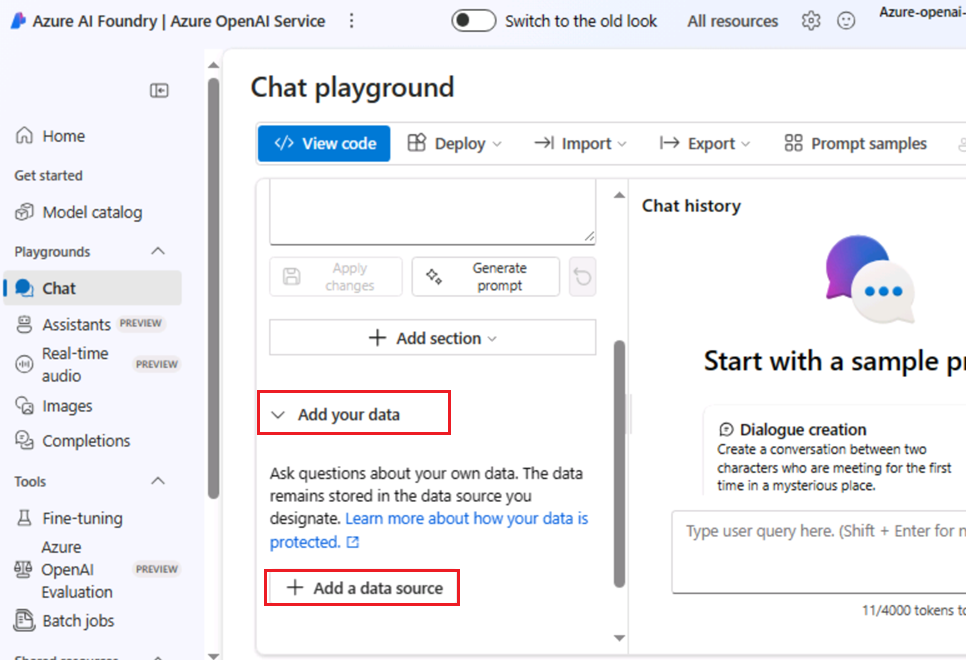 Azure AI Foundry | Azure OpenAI Service
Switch to the old look
All resources
Azure-openai-
Home
Get started
Model catalog
Playgrounds
Chat
Assistants PREVIEW
Real-time
audio
PREVIEW
Images
Completions
Tools
Fine-tuning
Azure
OpenAI
Evaluation
PREVIEW
Batch jobs
Shared resources
Chat playground
View code
Deploy
Import
Export
Prompt samples
Apply
changes
Generate
prompt
Add section
Add your data
Ask questions about your own data. The data
remains stored in the data source you
designate. Learn more about how your data is
protected.
Add a data source
Chat history
Start with a sample p
Dialogue creation
Create a conversation between two
characters who are meeting for the first
time in a mysterious place.
Type user query here. (Shift + Enter for n
11/4000 tokens to